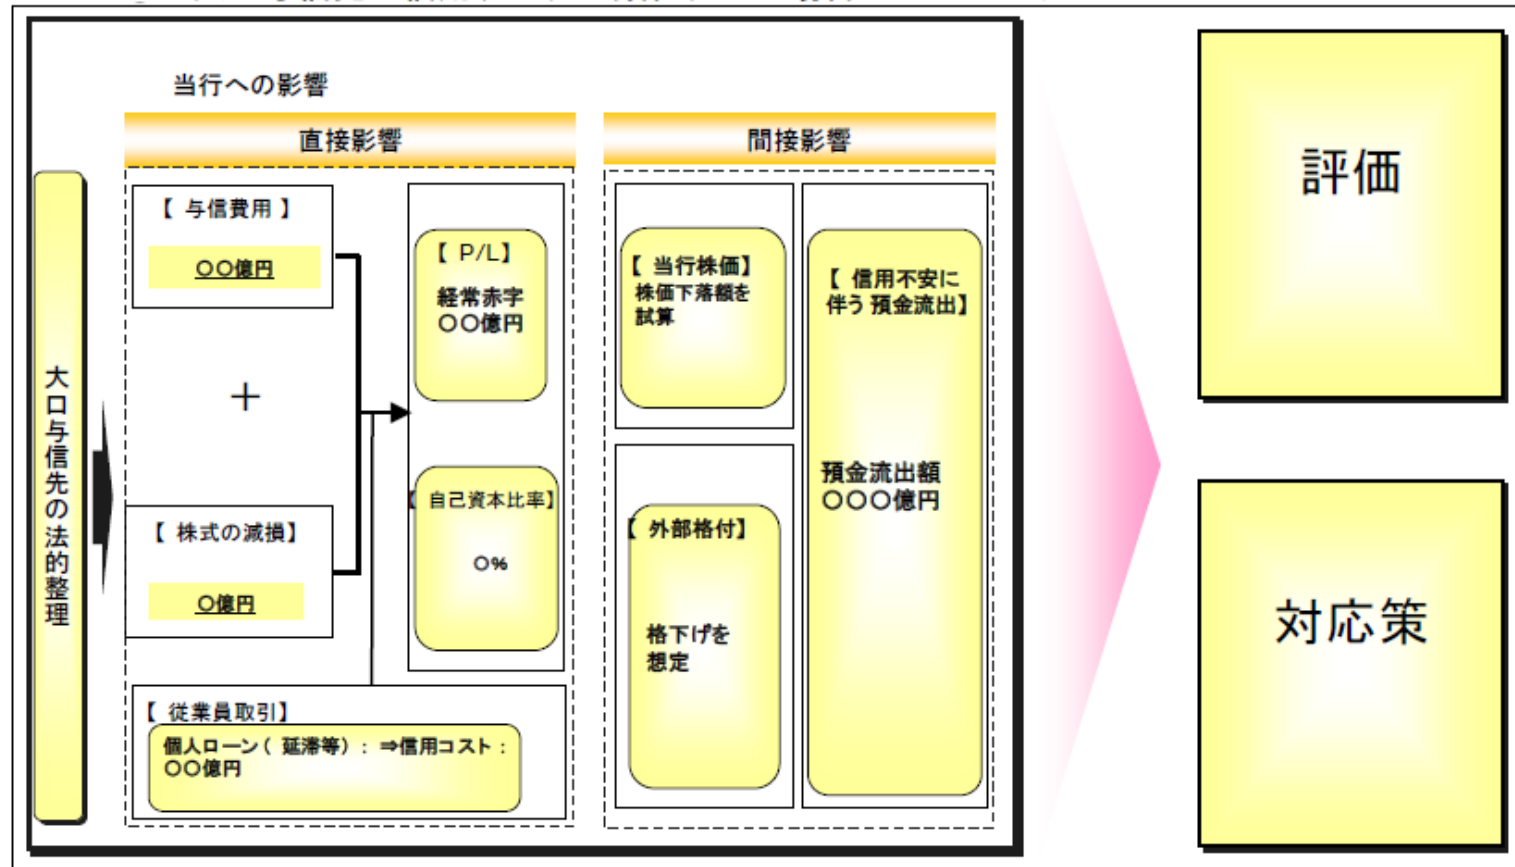 当行への影響
直接影響
間接影響
大口与信先の法的整理
【 与信費用 】
〇〇億円
＋
【 株式の減損】
〇億円
【 P/L】
経常赤字
〇〇億円
【 自己資本比率】
〇%
【 従業員取引】
個人ローン（ 延滞等）：⇒信用コスト：
〇〇億円
【 当行株価】
株価下落額を
試算
【 外部格付】
格下げを
想定
【 信用不安に
伴う 預金流出】
預金流出額
〇〇〇億円
評価
対応策